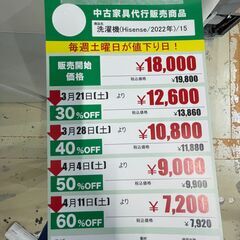 中古家具代行販売商品
洗濯機(Hisense/2022年)/15
毎週土曜日が値下り日！
販売開始価格 ¥18,000
税込価格 ¥19,800
3月21日(土) より ¥12,600
30%OFF 税込価格 ¥13,860
3月28日(土) より ¥10,800
40%OFF 税込価格 ¥11,880
4月4日(土) より ¥9,000
50%OFF 税込価格 ¥9,900
4月11日(土) より ¥7,200
60%OFF 税込価格 ¥7,920